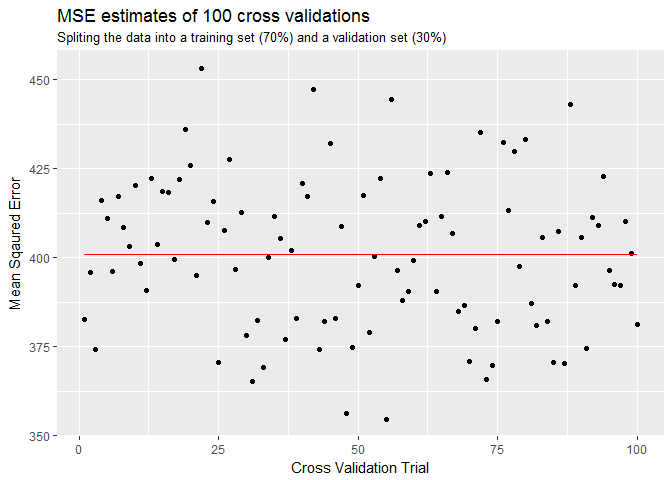 MSE estimates of 100 cross validations
Spliting the data into a training set (70%) and a validation set (30%)
450
425
400
375
350
Mean Sqaured Error
0 25 50 75 100
Cross Validation Trial